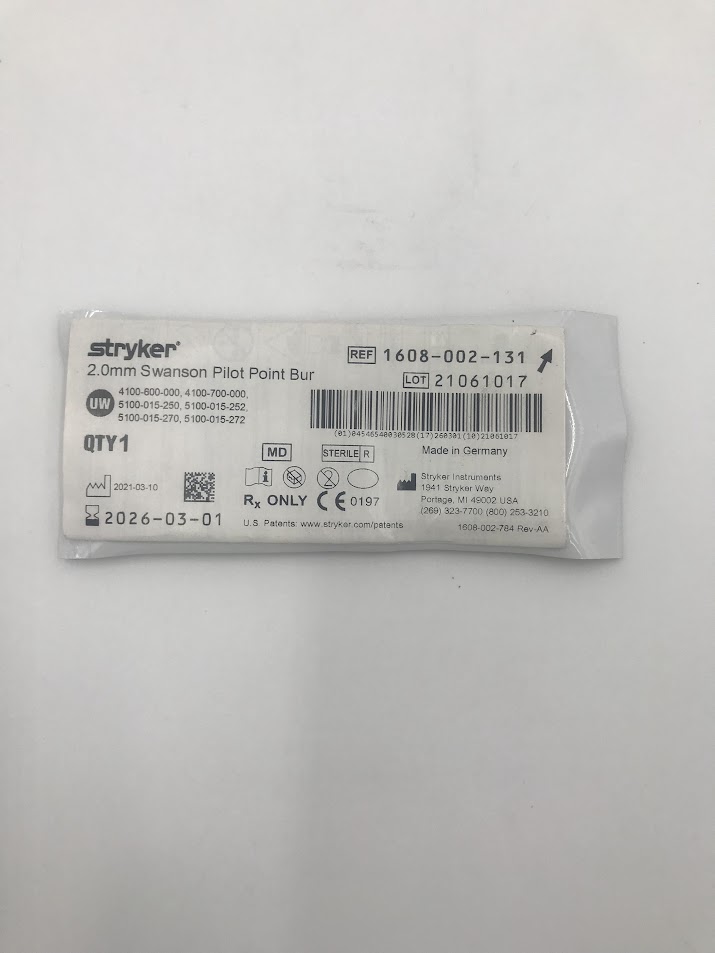 stryker®
2.0mm Swanson Pilot Point Bur
REF 1608-002-131
LOT 21061017
UW
4100-600-000, 4100-700-000,
5100-015-250, 5100-015-252,
5100-015-270, 5100-015-272
(01)04546540030528(17)260301(10)21061017
QTY 1
MD
STERILE R
Made in Germany
2021-03-10
2026-03-01
i
2
Rx ONLY CE 0197
U.S. Patents: www.stryker.com/patents
Stryker Instruments
1941 Stryker Way
Portage, MI 49002 USA
(269) 323-7700 (800) 253-3210
1608-002-784 Rev-AA